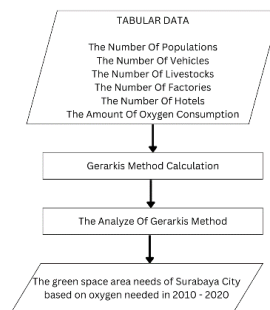 TABULAR DATA
The Number Of Populations
The Number Of Vehicles
The Number Of Livestocks
The Number Of Factories
The Number Of Hotels
The Amount Of Oxygen Consumption
Gerarkis Method Calculation
The Analyze Of Gerarkis Method
The green space area needs of Surabaya City
based on oxygen needed in 2010 - 2020